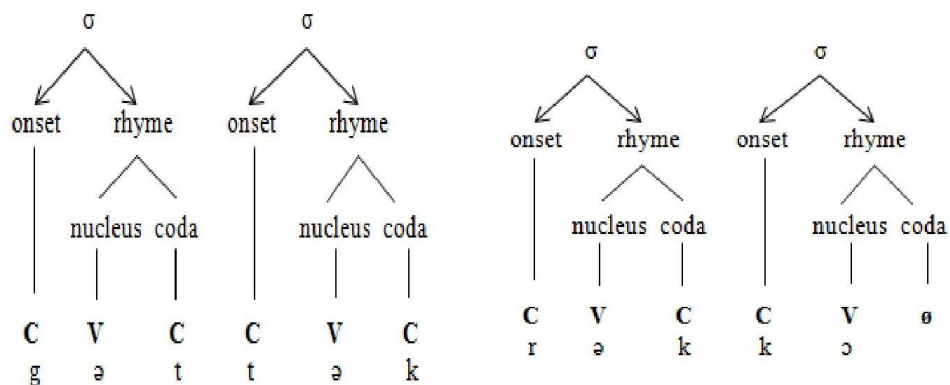 σ σ
onset rhyme onset rhyme
nucleus coda nucleus coda
C V C C V C
g ə t t ə k
σ σ
onset rhyme onset rhyme
nucleus coda nucleus coda
C V C C V ø
r ə k k ɔ